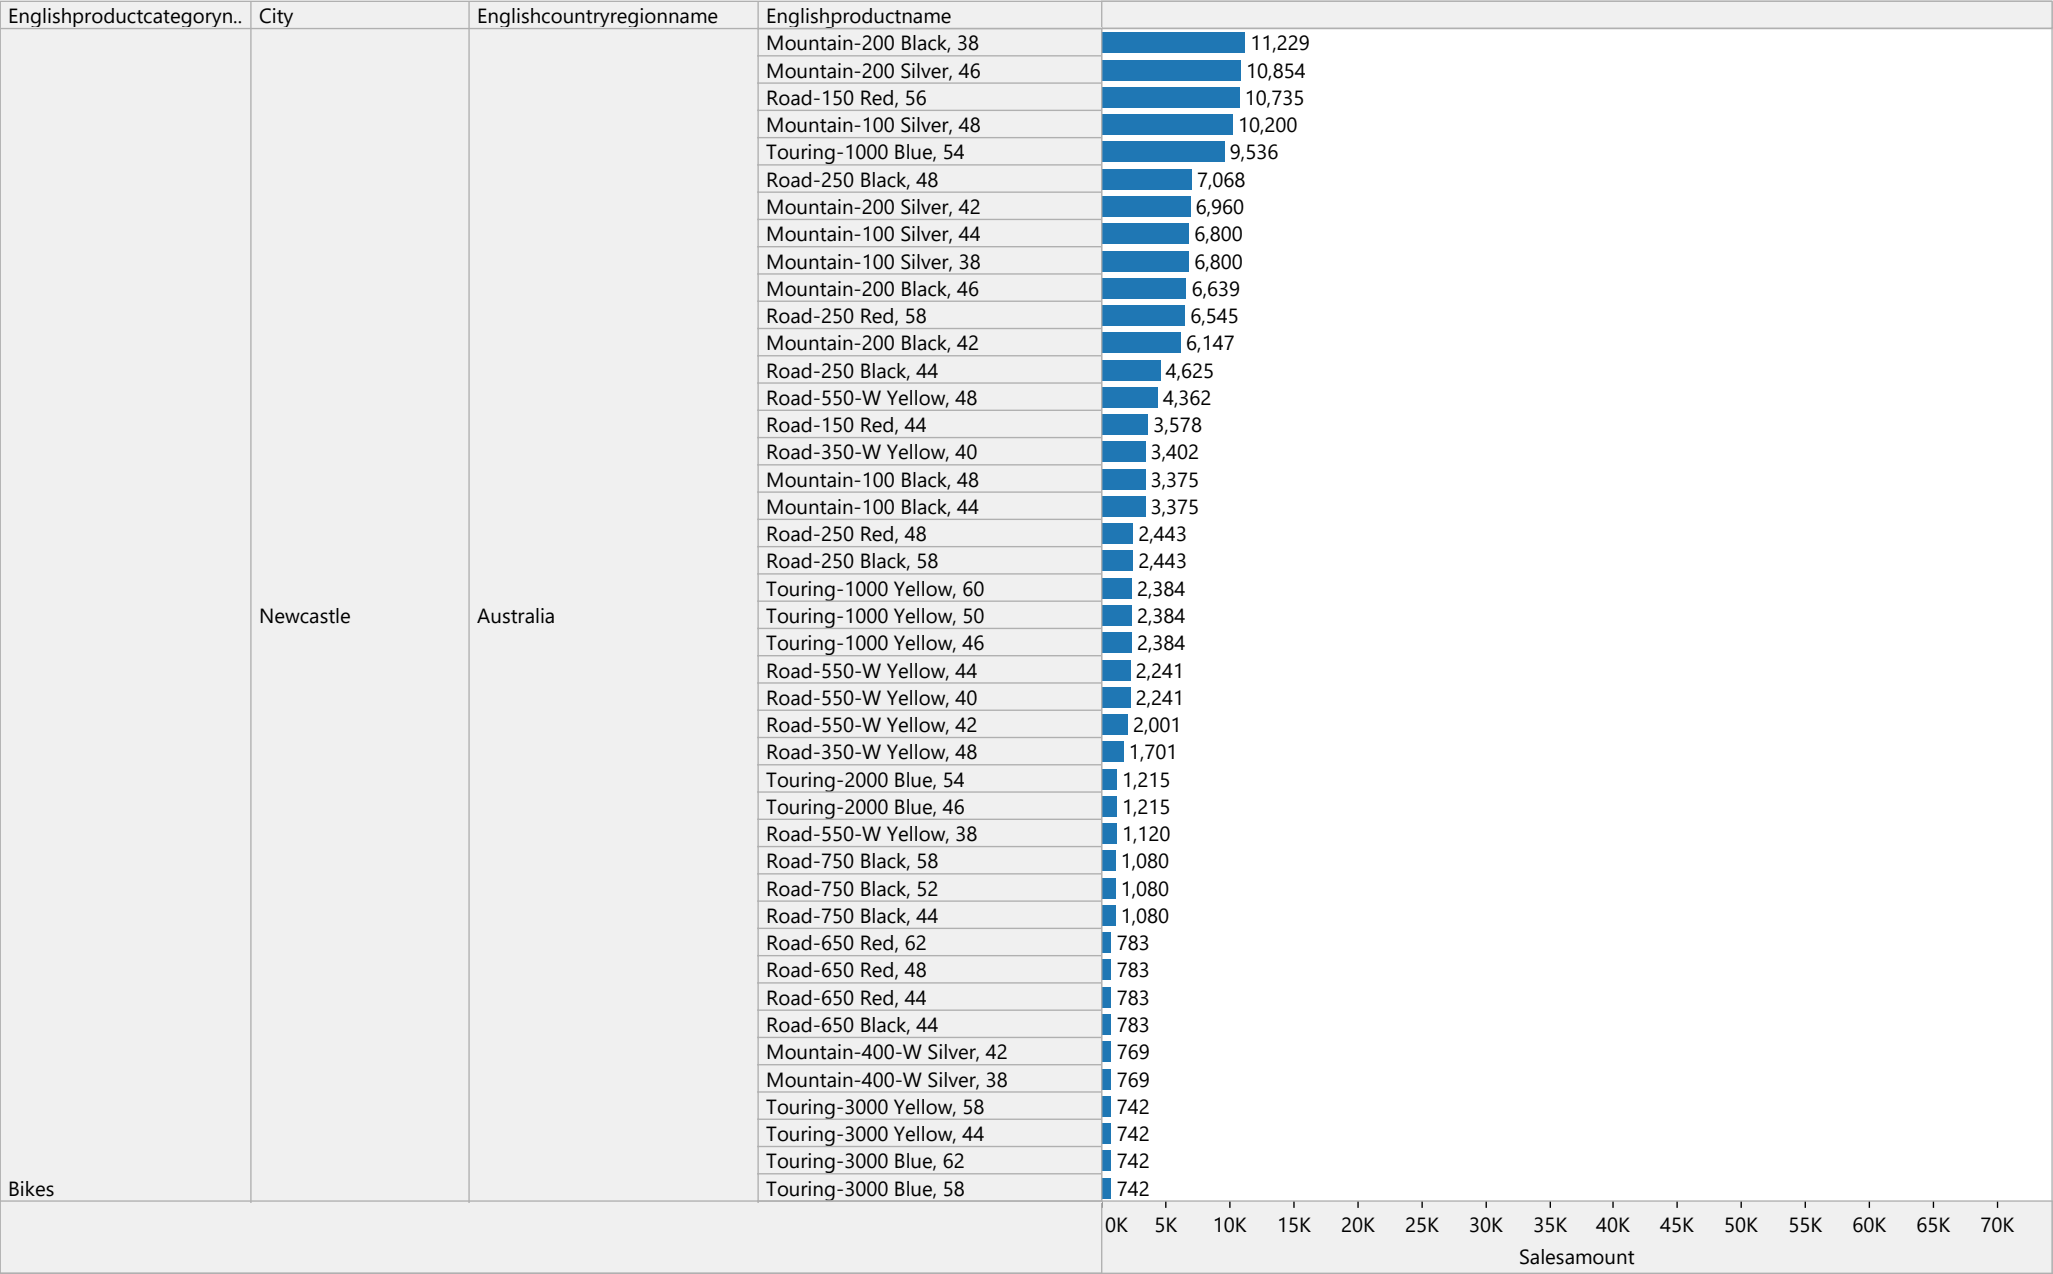 Englishproductcategoryn.. City Englishcountryregionname Englishproductname
Mountain-200 Black, 38 11,229
Mountain-200 Silver, 46 10,854
Road-150 Red, 56 10,735
Mountain-100 Silver, 48 10,200
Touring-1000 Blue, 54 9,536
Road-250 Black, 48 7,068
Mountain-200 Silver, 42 6,960
Mountain-100 Silver, 44 6,800
Mountain-100 Silver, 38 6,800
Mountain-200 Black, 46 6,639
Road-250 Red, 58 6,545
Mountain-200 Black, 42 6,147
Road-250 Black, 44 4,625
Road-550-W Yellow, 48 4,362
Road-150 Red, 44 3,578
Road-350-W Yellow, 40 3,402
Mountain-100 Black, 48 3,375
Mountain-100 Black, 44 3,375
Road-250 Red, 48 2,443
Road-250 Black, 58 2,443
Touring-1000 Yellow, 60 2,384
Newcastle Australia Touring-1000 Yellow, 50 2,384
Touring-1000 Yellow, 46 2,384
Road-550-W Yellow, 44 2,241
Road-550-W Yellow, 40 2,241
Road-550-W Yellow, 42 2,001
Road-350-W Yellow, 48 1,701
Touring-2000 Blue, 54 1,215
Touring-2000 Blue, 46 1,215
Road-550-W Yellow, 38 1,120
Road-750 Black, 58 1,080
Road-750 Black, 52 1,080
Road-750 Black, 44 1,080
Road-650 Red, 62 783
Road-650 Red, 48 783
Road-650 Red, 44 783
Road-650 Black, 44 783
Mountain-400-W Silver, 42 769
Mountain-400-W Silver, 38 769
Touring-3000 Yellow, 58 742
Touring-3000 Yellow, 44 742
Touring-3000 Blue, 62 742
Bikes Touring-3000 Blue, 58 742
0K 5K 10K 15K 20K 25K 30K 35K 40K 45K 50K 55K 60K 65K 70K
Salesamount